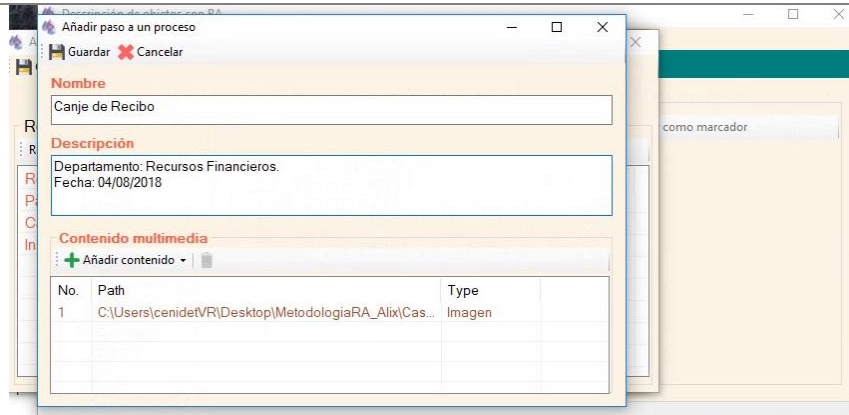 Descripción de objetos con RA
Añadir paso a un proceso
Guardar Cancelar
Nombre
Canje de Recibo
como marcador
Descripción
Departamento: Recursos Financieros.
Fecha: 04/08/2018
Contenido multimedia
Añadir contenido
No. Path Type
1 C:\Users\cenidetVR\Desktop\MetodologiaRA_Alix\Cas... Imagen